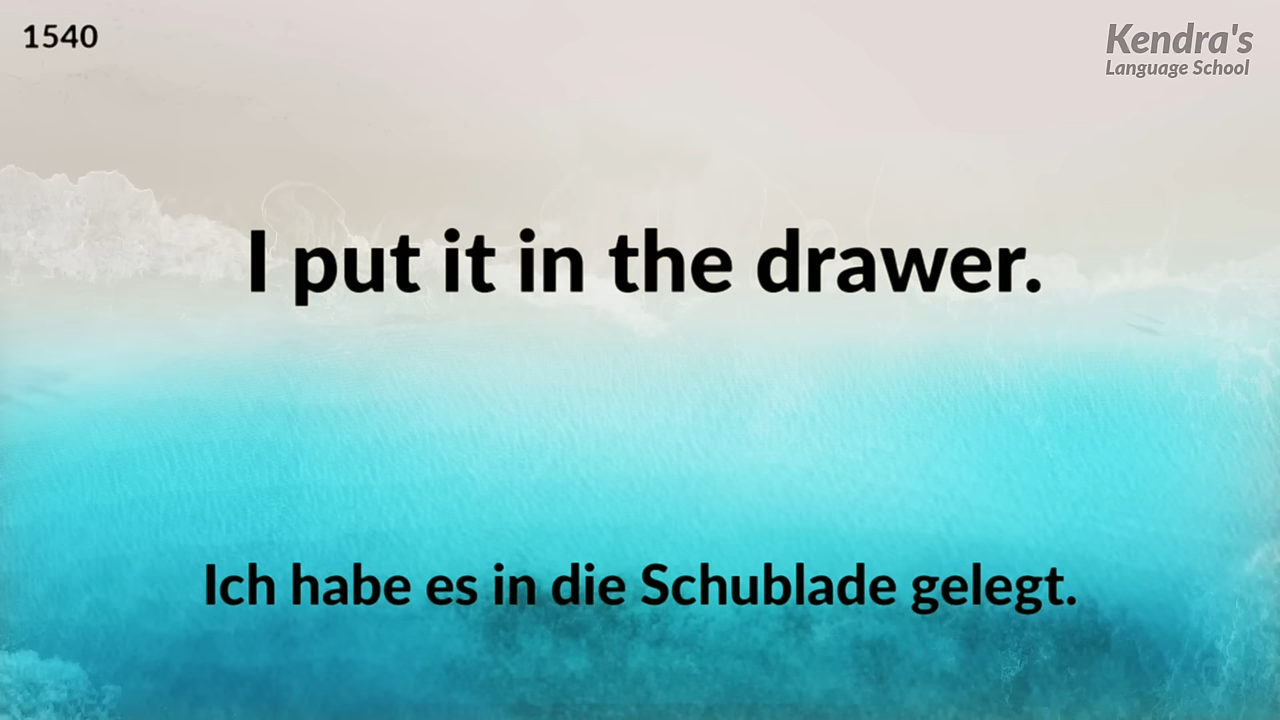 1540
Kendra's
Language School
I put it in the drawer.
Ich habe es in die Schublade gelegt.